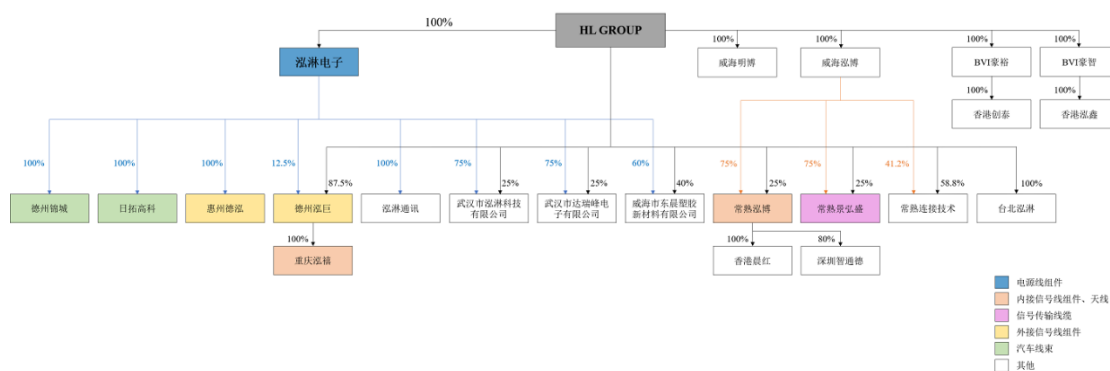 HL GROUP
100%
泓淋电子
100%
威海明博
100%
威海泓博
100%
BVI豪裕
100%
BVI豪智
100%
香港创泰
100%
香港泓鑫
100%
德州锦城
100%
日拓高科
100%
惠州德泓
12.5%
87.5%
德州泓巨
100%
泓淋通讯
75%
25%
武汉市泓淋科技
有限公司
75%
25%
武汉市达瑞峰电
子有限公司
60%
40%
威海市东晨塑胶
新材料有限公司
75%
25%
常熟泓博
75%
25%
常熟景弘盛
41.2%
58.8%
常熟连接技术
100%
台北泓淋
100%
重庆泓禧
100%
香港晨红
80%
深圳智通德
电源线组件
内接信号线组件、天线
信号传输线缆
外接信号线组件
汽车线束
其他